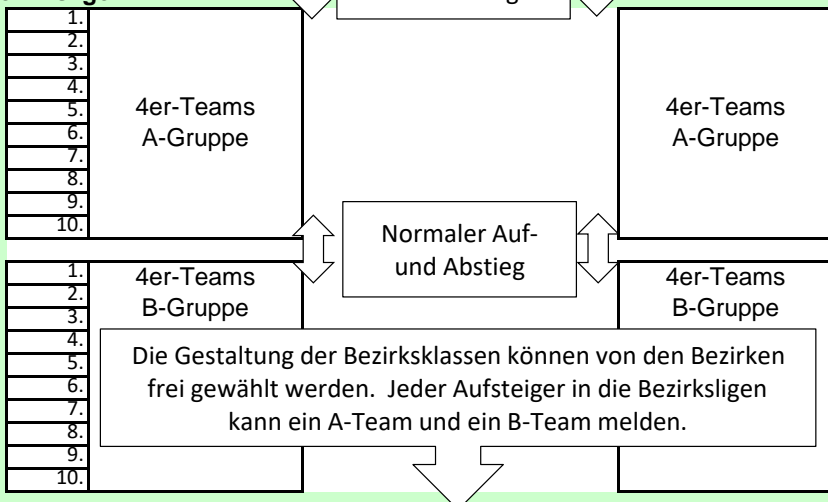 1.
2.
3.
4.
5.
6.
7.
8.
9.
10.
4er-Teams
A-Gruppe
4er-Teams
A-Gruppe
Normaler Auf-
und Abstieg
1.
2.
3.
4.
5.
6.
7.
8.
9.
10.
4er-Teams
B-Gruppe
4er-Teams
B-Gruppe
Die Gestaltung der Bezirksklassen können von den Bezirken
frei gewählt werden.  Jeder Aufsteiger in die Bezirksligen
kann ein A-Team und ein B-Team melden.